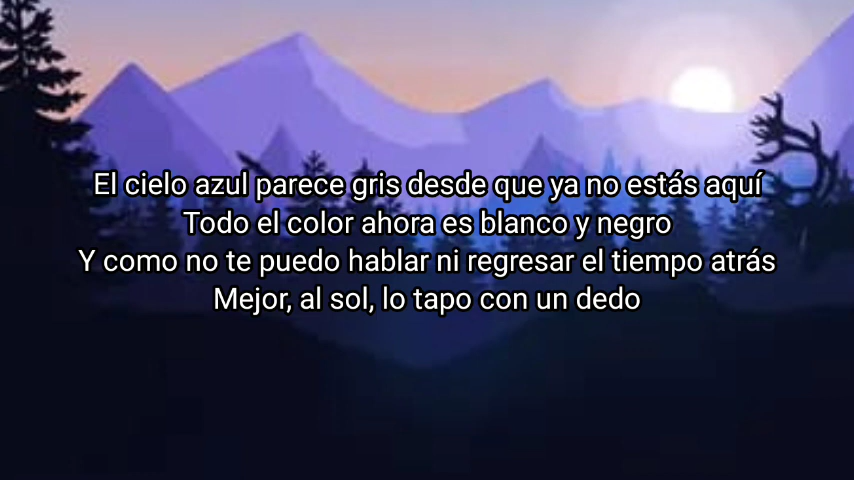 El cielo azul parece gris desde que ya no estás aquí
Todo el color ahora es blanco y negro
Y como no te puedo hablar ni regresar el tiempo atrás
Mejor, al sol, lo tapo con un dedo